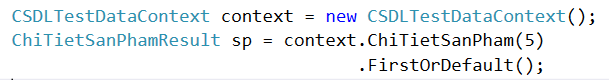 CSDLTestDataContext context = new CSDLTestDataContext();
ChiTietSanPhamResult sp = context.ChiTietSanPham(5)
.FirstOrDefault();